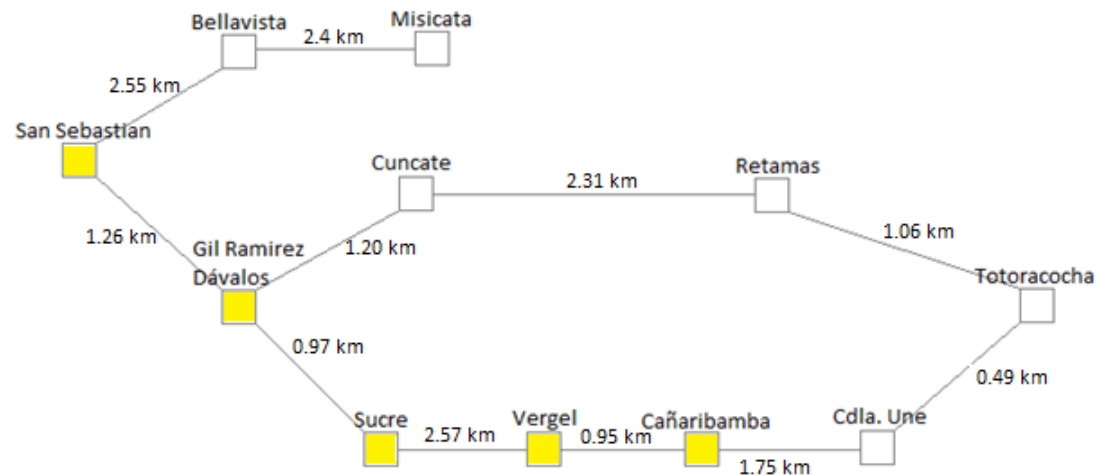 Bellavista
Misicata
2.4 km
2.55 km
San Sebastian
Cuncate
Retamas
2.31 km
1.26 km
Gil Ramirez
Dávalos
1.20 km
1.06 km
Totoracocha
0.97 km
0.49 km
Sucre
Vergel
Cañaribamba
Cdla. Une
2.57 km
0.95 km
1.75 km